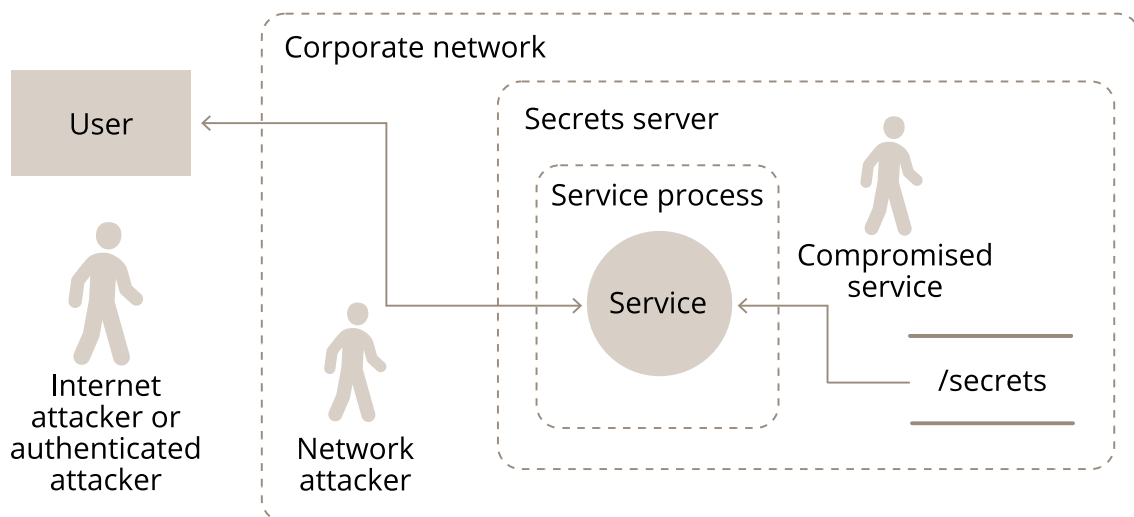 Corporate network
User
Secrets server
Service process
Compromised
service
Service
/secrets
Internet
attacker or
authenticated
attacker
Network
attacker